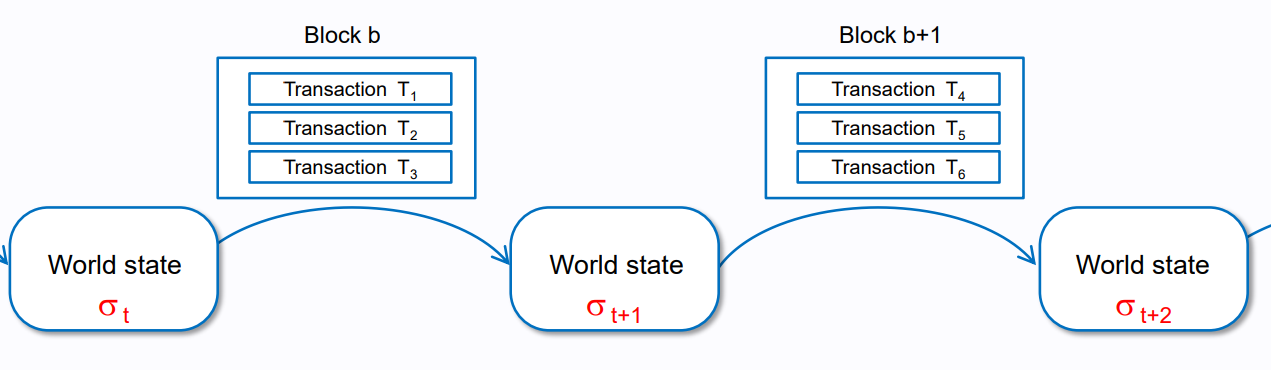 Block b
Transaction T1
Transaction T2
Transaction T3
Block b+1
Transaction T4
Transaction T5
Transaction T6
World state
σ t
World state
σ t+1
World state
σ t+2